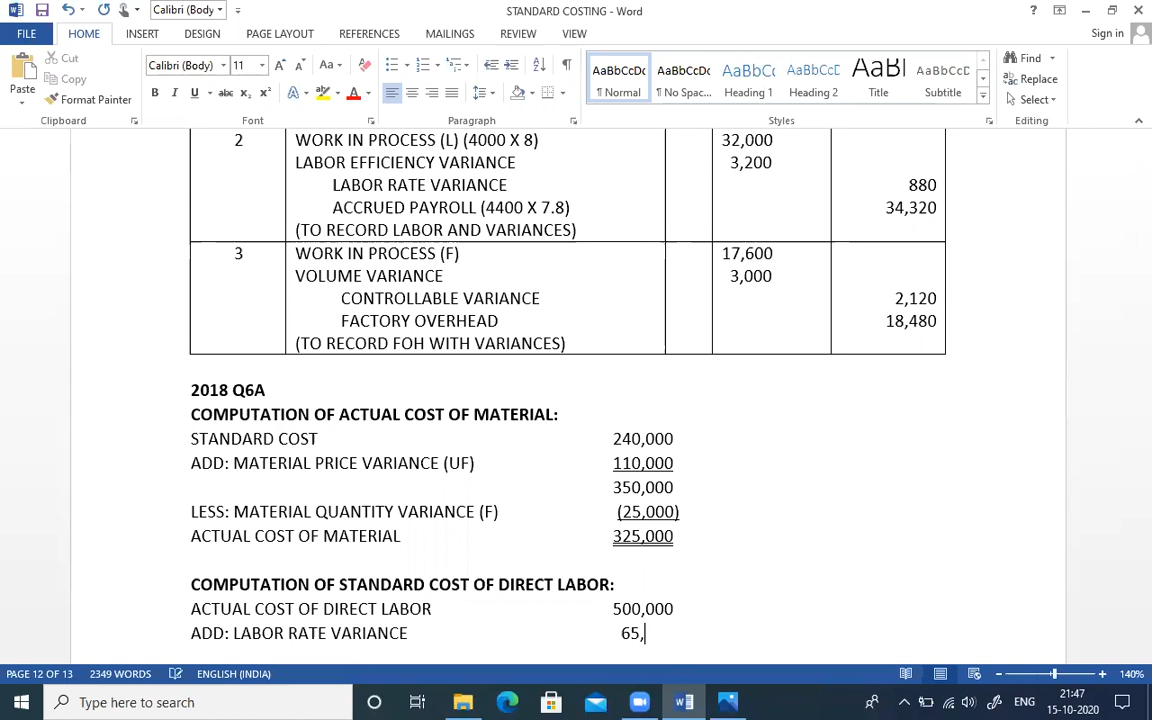 Calibri (Body
STANDARD COSTING - Word
FILE HOME INSERT DESIGN PAGE LAYOUT REFERENCES MAILINGS REVIEW VIEW Sign in
Paste
Cut
Copy
Format Painter
Clipboard
Calibri (Body) 11
Font
Paragraph
AaBbCcDc AaBbCcDc AaBbCc AaBbCcD AaBl AaBbCcD
¶ Normal ¶ No Spac... Heading 1 Heading 2 Title Subtitle
Styles
Find
Replace
Select
Editing
2 WORK IN PROCESS (L) (4000 X 8) 32,000
LABOR EFFICIENCY VARIANCE 3,200
LABOR RATE VARIANCE 880
ACCRUED PAYROLL (4400 X 7.8) 34,320
(TO RECORD LABOR AND VARIANCES)
3 WORK IN PROCESS (F) 17,600
VOLUME VARIANCE 3,000
CONTROLLABLE VARIANCE 2,120
FACTORY OVERHEAD 18,480
(TO RECORD FOH WITH VARIANCES)
2018 Q6A
COMPUTATION OF ACTUAL COST OF MATERIAL:
STANDARD COST 240,000
ADD: MATERIAL PRICE VARIANCE (UF) 110,000
350,000
LESS: MATERIAL QUANTITY VARIANCE (F) (25,000)
ACTUAL COST OF MATERIAL 325,000
COMPUTATION OF STANDARD COST OF DIRECT LABOR:
ACTUAL COST OF DIRECT LABOR 500,000
ADD: LABOR RATE VARIANCE 65,
PAGE 12 OF 13 2349 WORDS ENGLISH (INDIA) 140%
Type here to search
ENG
21:47
15-10-2020